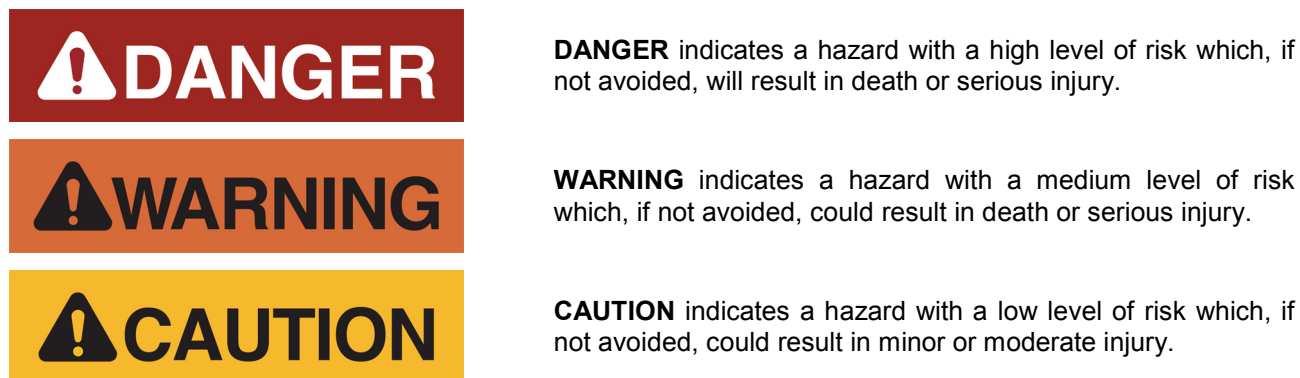 DANGER
DANGER indicates a hazard with a high level of risk which, if
not avoided, will result in death or serious injury.
WARNING
WARNING indicates a hazard with a medium level of risk
which, if not avoided, could result in death or serious injury.
CAUTION
CAUTION indicates a hazard with a low level of risk which, if
not avoided, could result in minor or moderate injury.